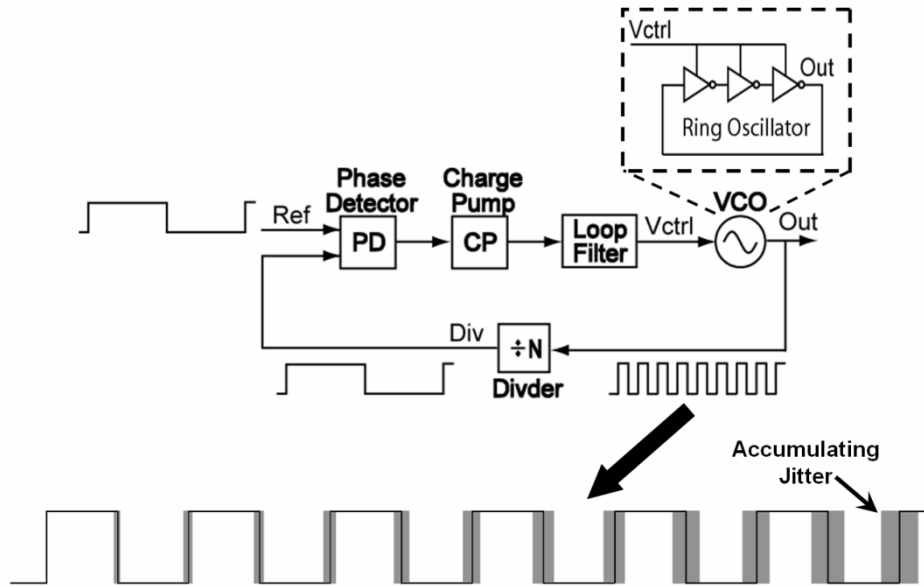 Vctrl
Out
Ring Oscillator
Phase
Detector
Charge
Pump
VCO
Ref
PD
CP
Loop
Filter
Vctrl
Out
Div
÷N
Divder
Accumulating
Jitter